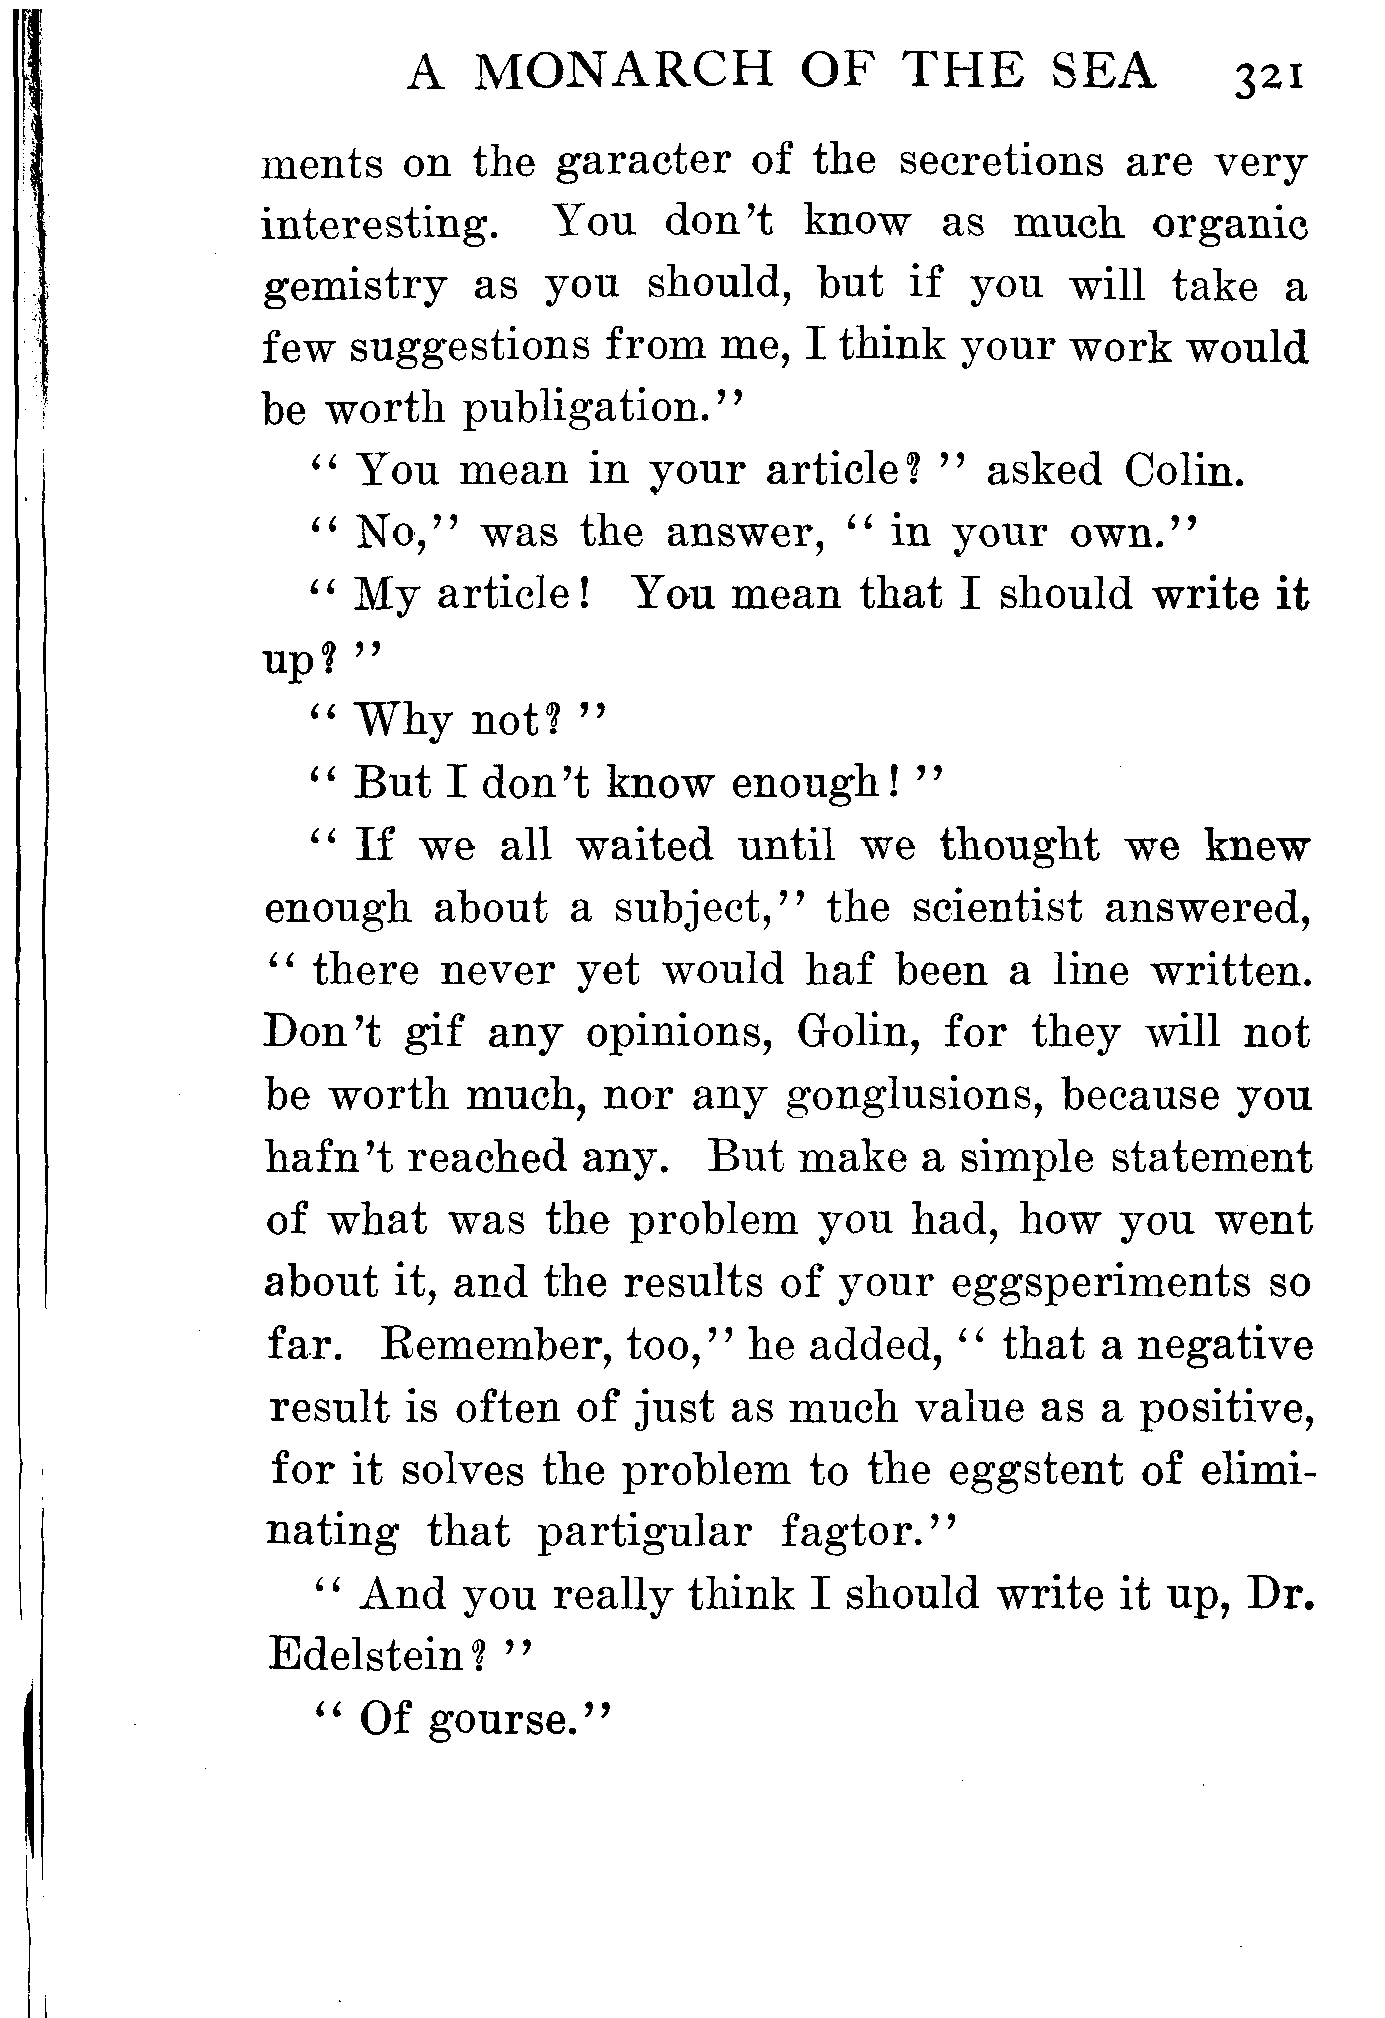 A MONARCH OF THE SEA 321
ments on the garacter of the secretions are very
interesting. You don't know as much organic
gemistry as you should, but if you will take a
few suggestions from me, I think your work would
be worth publigation."
" You mean in your article? " asked Colin.
" No," was the answer, " in your own."
" My article! You mean that I should write it
up? "
" Why not? "
" But I don't know enough! "
" If we all waited until we thought we knew
enough about a subject," the scientist answered,
" there never yet would haf been a line written.
Don't gif any opinions, Golin, for they will not
be worth much, nor any gonglusions, because you
hafn't reached any. But make a simple statement
of what was the problem you had, how you went
about it, and the results of your eggsperiments so
far. Remember, too," he added, " that a negative
result is often of just as much value as a positive,
for it solves the problem to the eggstent of elimi-
nating that partigular fagtor."
" And you really think I should write it up, Dr.
Edelstein? "
" Of gourse."